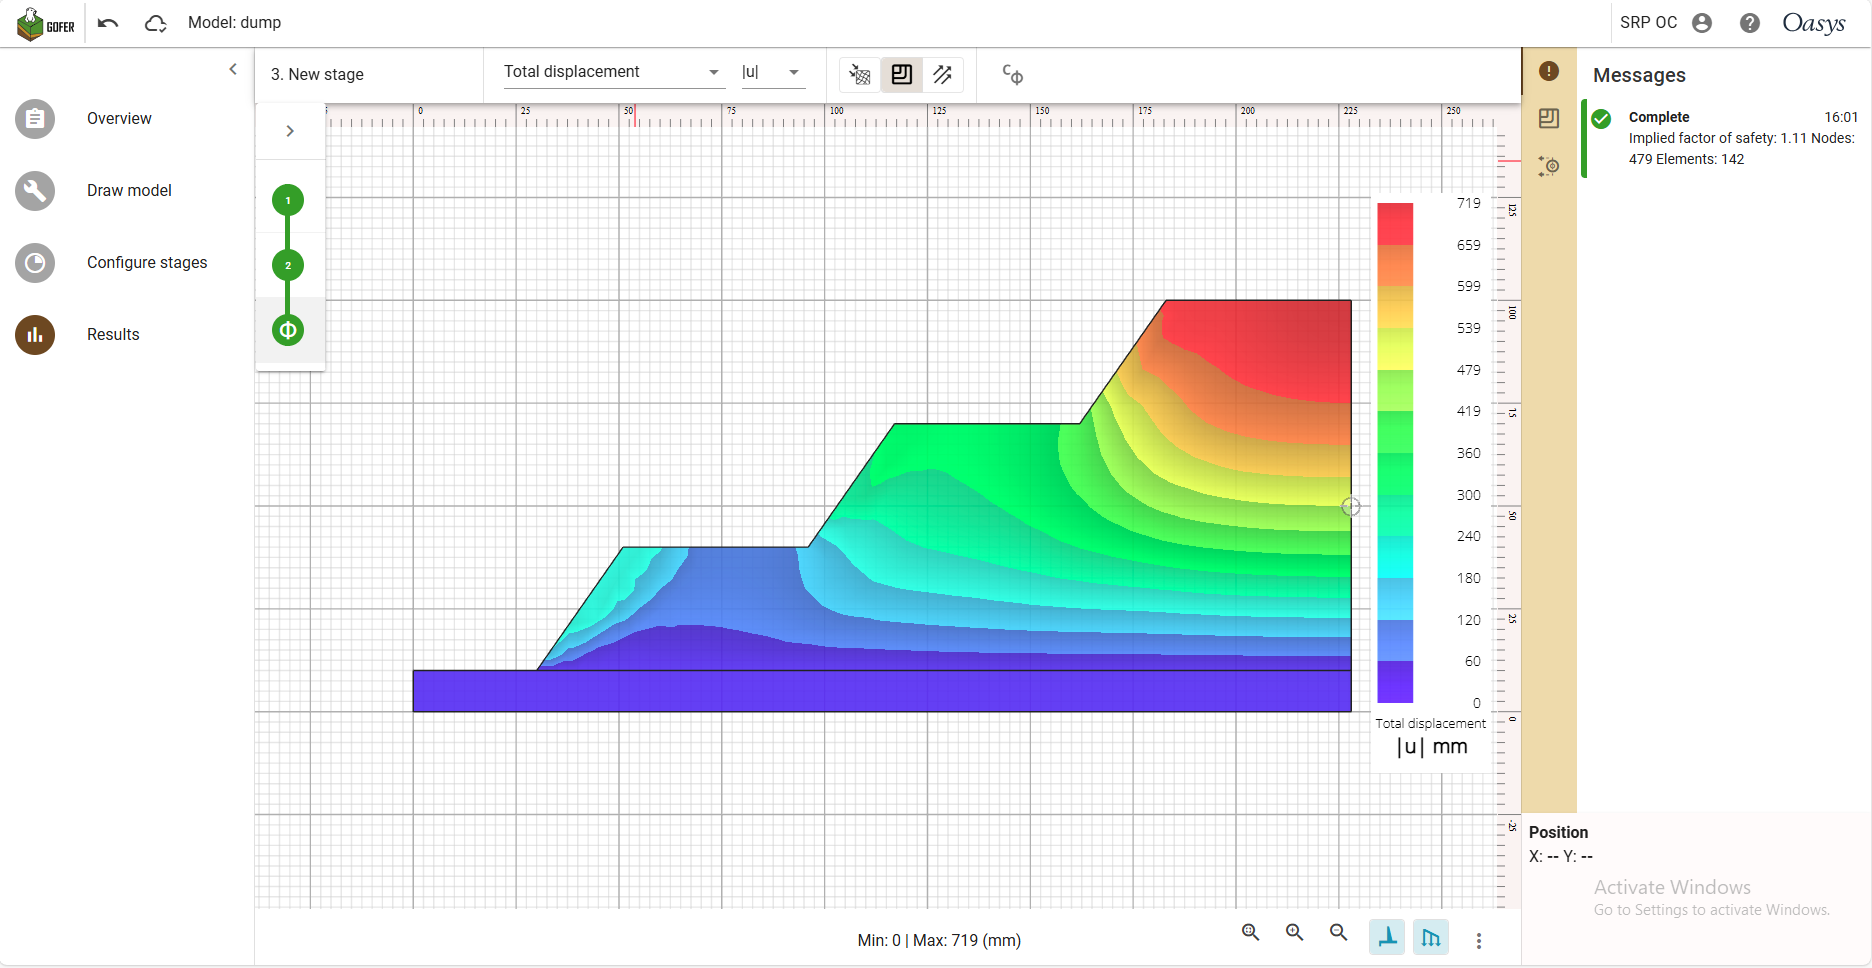 GOFER
Model: dump
SRP OC
Oasys
3. New stage
Total displacement
|u|
C
Φ
Messages
Overview
Draw model
Configure stages
Results
1
2
Φ
0
25
50
75
100
125
150
175
200
225
250
Complete
16:01
Implied factor of safety: 1.11 Nodes:
479 Elements: 142
125
100
75
50
25
0
-25
719
659
599
539
479
419
360
300
240
180
120
60
0
Total displacement
|u| mm
Position
X: -- Y: --
Activate Windows
Go to Settings to activate Windows.
Min: 0 | Max: 719 (mm)